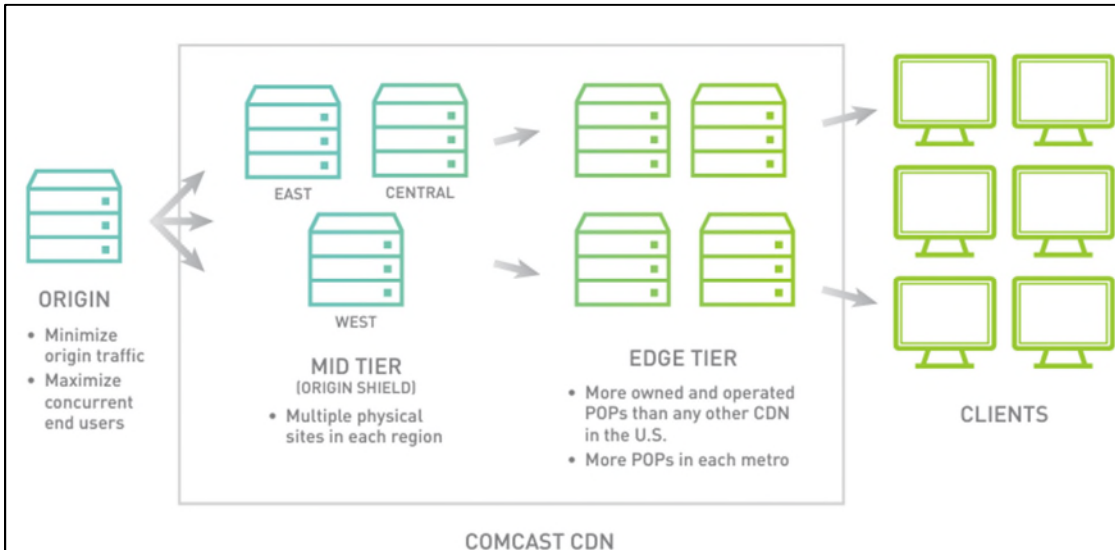 EAST
CENTRAL
WEST
ORIGIN
• Minimize
origin traffic
• Maximize
concurrent
end users
MID TIER
(ORIGIN SHIELD)
• Multiple physical
sites in each region
EDGE TIER
• More owned and operated
POPs than any other CDN
in the U.S.
• More POPs in each metro
CLIENTS
COMCAST CDN